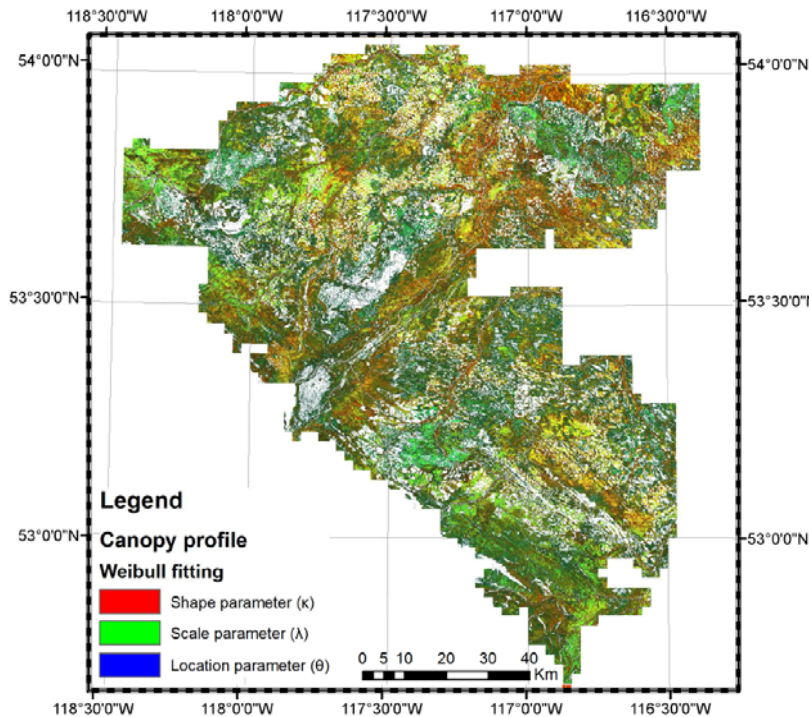 118°30'0"W 118°0'0"W 117°30'0"W 117°0'0"W 116°30'0"W
54°0'0"N 54°0'0"N
53°30'0"N 53°30'0"N
53°0'0"N 53°0'0"N
Legend
Canopy profile
Weibull fitting
Shape parameter (κ)
Scale parameter (λ)
Location parameter (θ)
0 5 10 20 30 40
Km
118°30'0"W 118°0'0"W 117°30'0"W 117°0'0"W 116°30'0"W